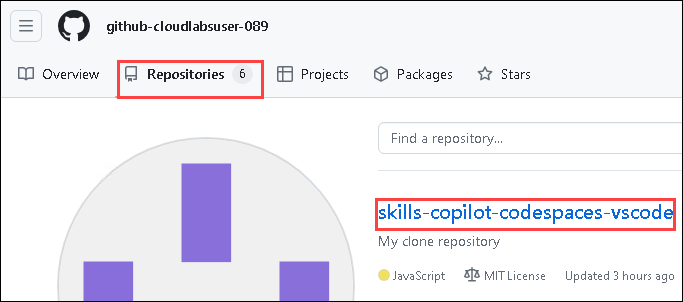 github-cloudlabsuser-089
Overview Repositories 6 Projects Packages Stars
Find a repository...
skills-copilot-codespaces-vscode
My clone repository
JavaScript MIT License Updated 3 hours ago